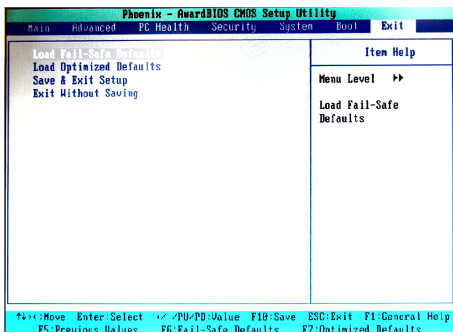 Phoenix - AwardBIOS CMOS Setup Utility
Main Advanced PC Health Security System Boot Exit
Load Fail-Safe Defaults
Load Optimized Defaults
Save & Exit Setup
Exit Without Saving
Item Help
Menu Level ▶▶
Load Fail-Safe
Defaults
↑↓→←:Move Enter:Select +/-/PU/PD:Value F10:Save ESC:Exit F1:General Help
F5:Previous Values F6:Fail-Safe Defaults F7:Optimized Defaults